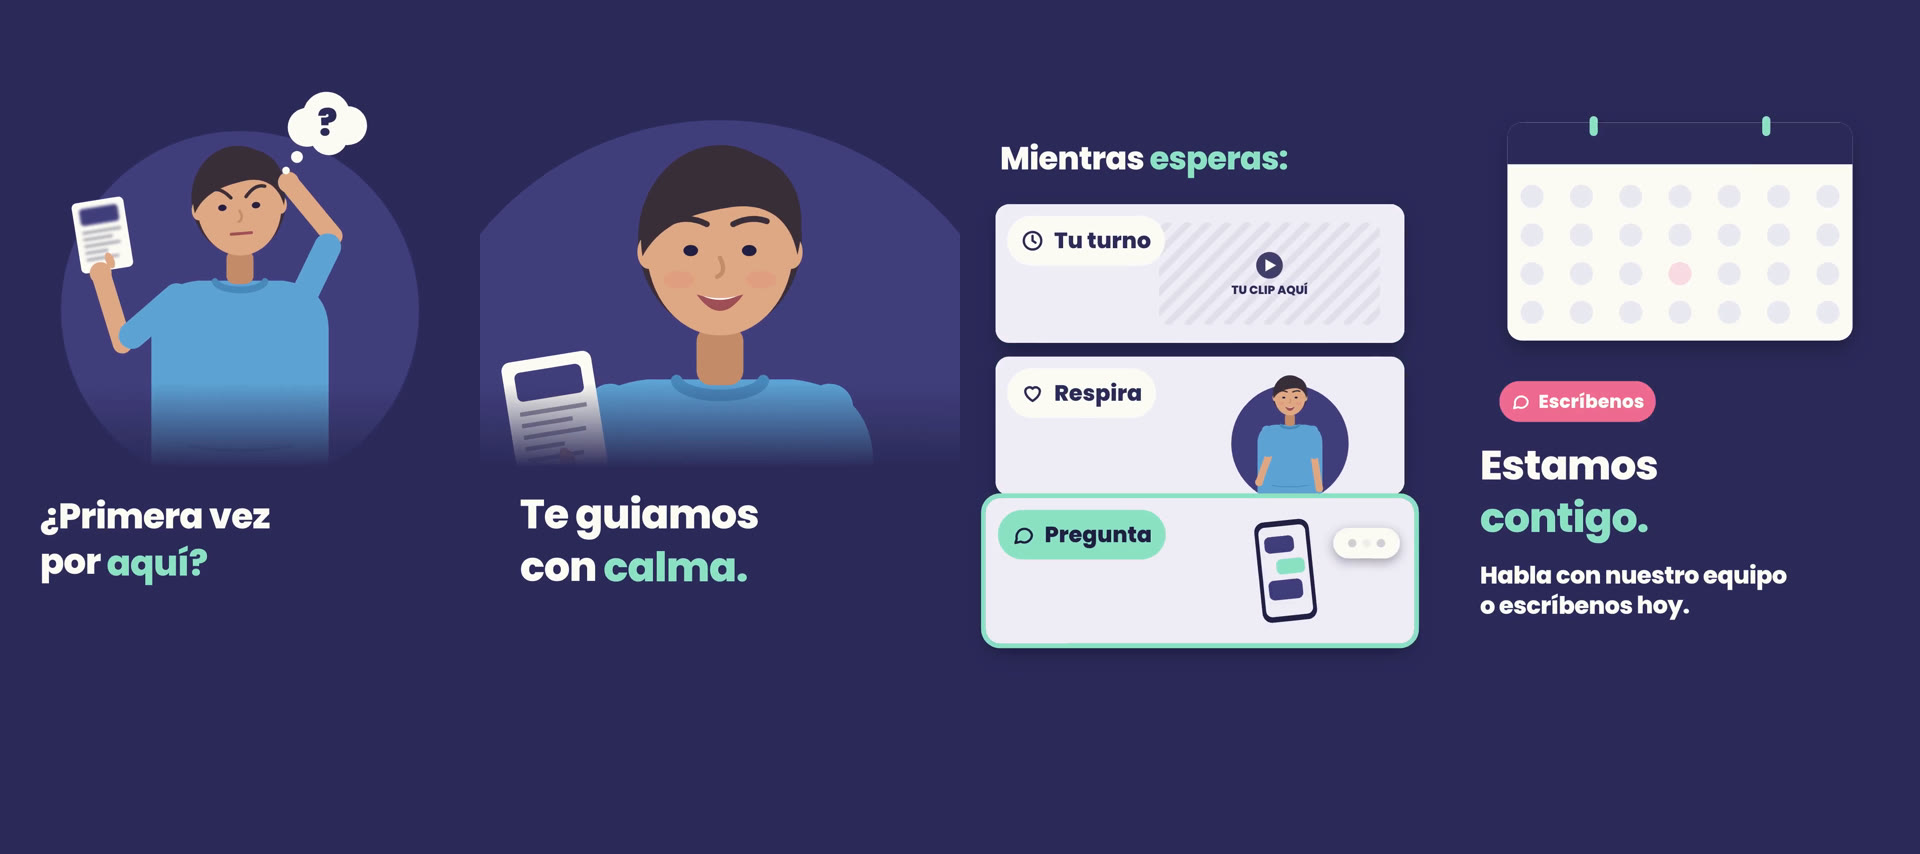 ?
¿Primera vez
por aquí?
Te guiamos
con calma.
Mientras esperas:
Tu turno
TU CLIP AQUÍ
Respira
Pregunta
Escríbenos
Estamos
contigo.
Habla con nuestro equipo
o escríbenos hoy.